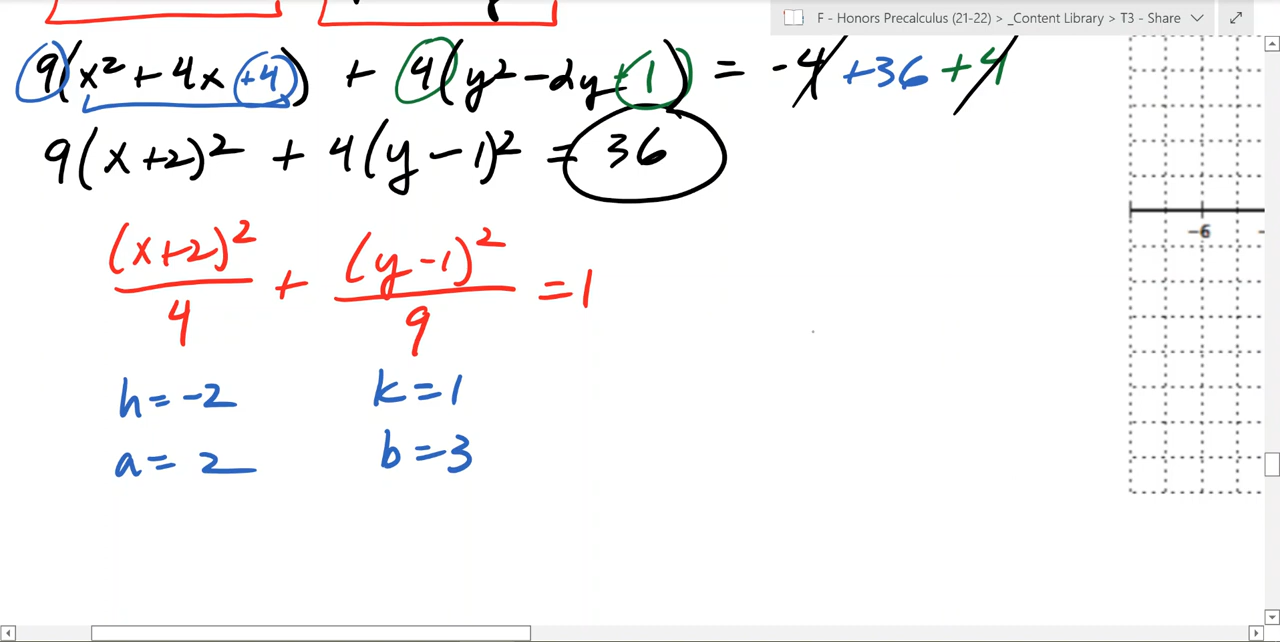 F - Honors Precalculus (21-22) > _Content Library > T3 - Share
9(x² + 4x +4) + 4(y² - 2y + 1) = -4 + 36 + 4
9(x+2)² + 4(y - 1)² = 36
(x+2)²/4 + (y - 1)²/9 = 1
h = -2 k = 1
a = 2 b = 3
-6